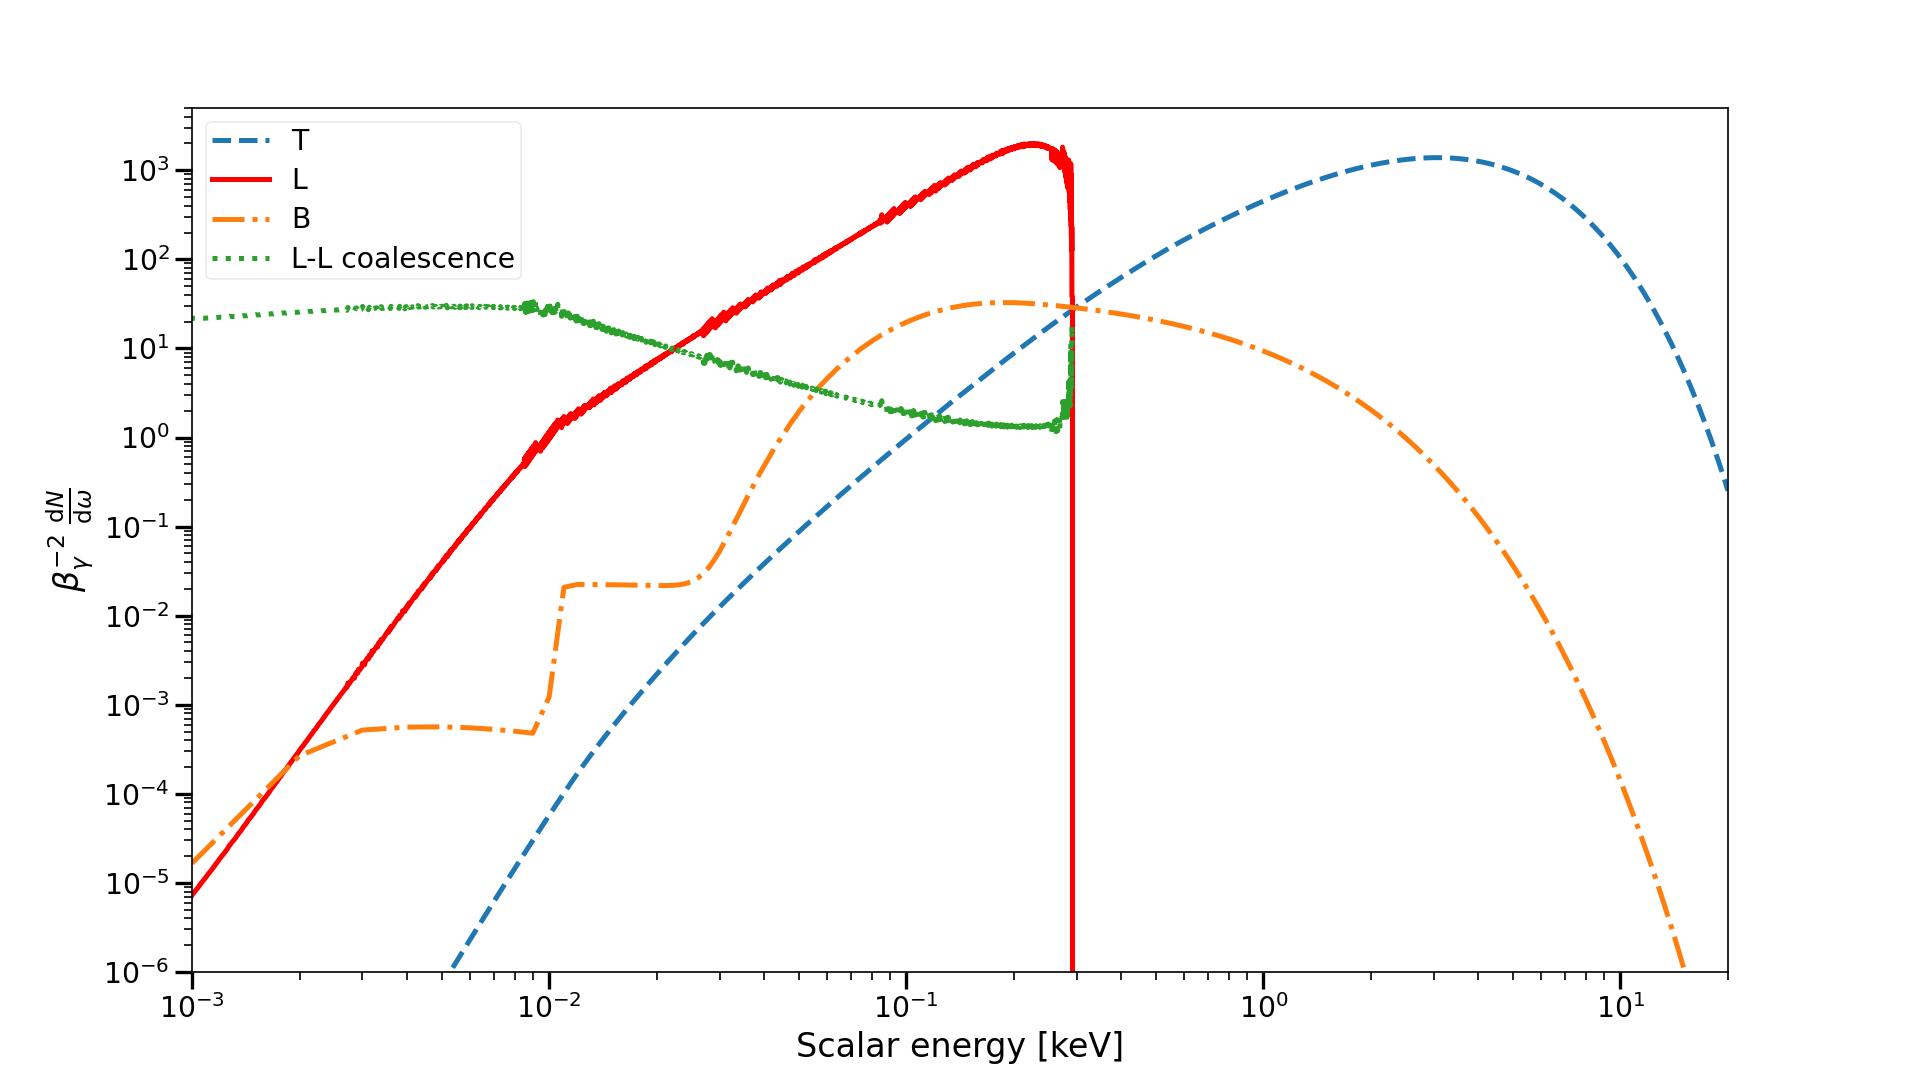 T
L
B
L-L coalescence
10³
10²
10¹
10⁰
10⁻¹
10⁻²
10⁻³
10⁻⁴
10⁻⁵
10⁻⁶
β_γ⁻² dN/dω
10⁻³ 10⁻² 10⁻¹ 10⁰ 10¹
Scalar energy [keV]